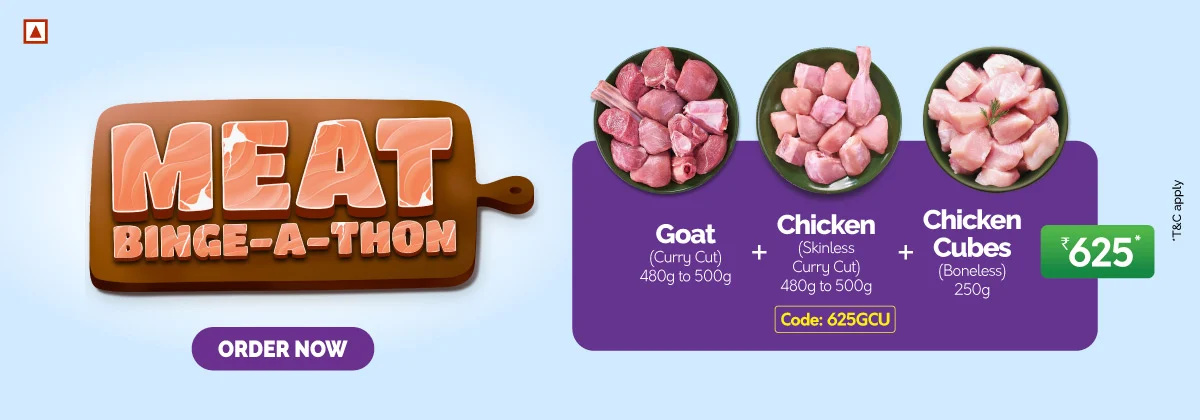 MEAT
BINGE-A-THON
ORDER NOW
Goat
(Curry Cut)
480g to 500g
+
Chicken
(Skinless
Curry Cut)
480g to 500g
+
Chicken
Cubes
(Boneless)
250g
₹625*
Code: 625GCU
*T&C apply